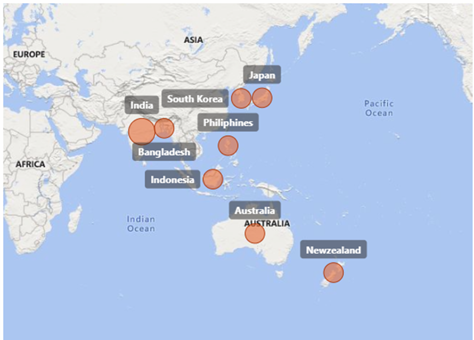 ASIA
EUROPE
Japan
South Korea
India
Pacific
Ocean
Philiphines
Bangladesh
AFRICA
Indonesia
Indian
Ocean
Australia
AUSTRALIA
Newzealand